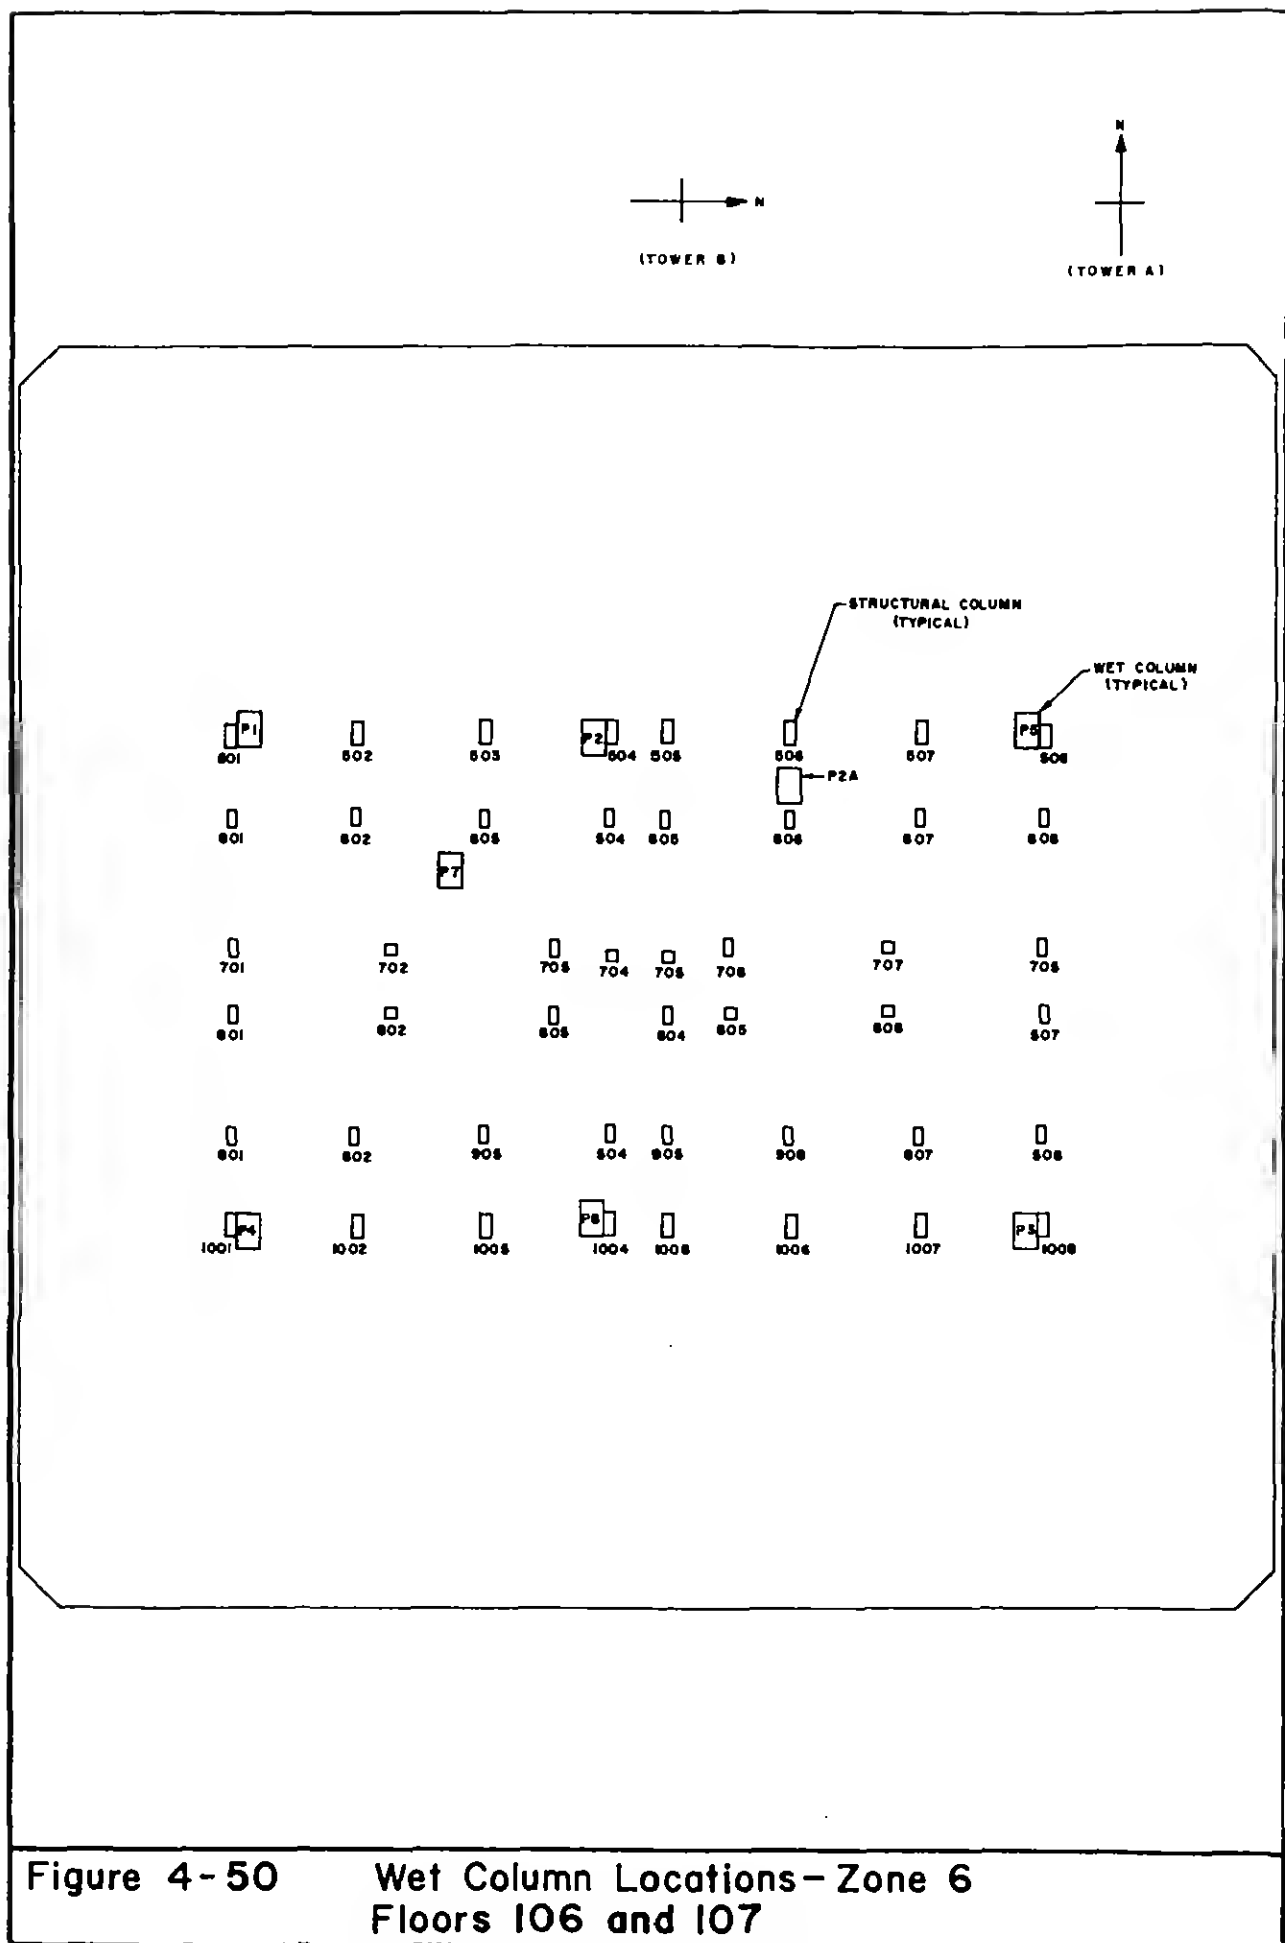 N
N
(TOWER B)
(TOWER A)
STRUCTURAL COLUMN
(TYPICAL)
WET COLUMN
(TYPICAL)
P1
P2
P5
501 502 503 504 505 506 507 508
P2A
601 602 603 604 605 606 607 608
P7
701 702 703 704 705 706 707 708
801 802 803 804 805 806 807
901 902 903 904 905 906 907 908
P4
P6
P3
1001 1002 1003 1004 1005 1006 1007 1008
Figure 4-50 Wet Column Locations-Zone 6
Floors 106 and 107